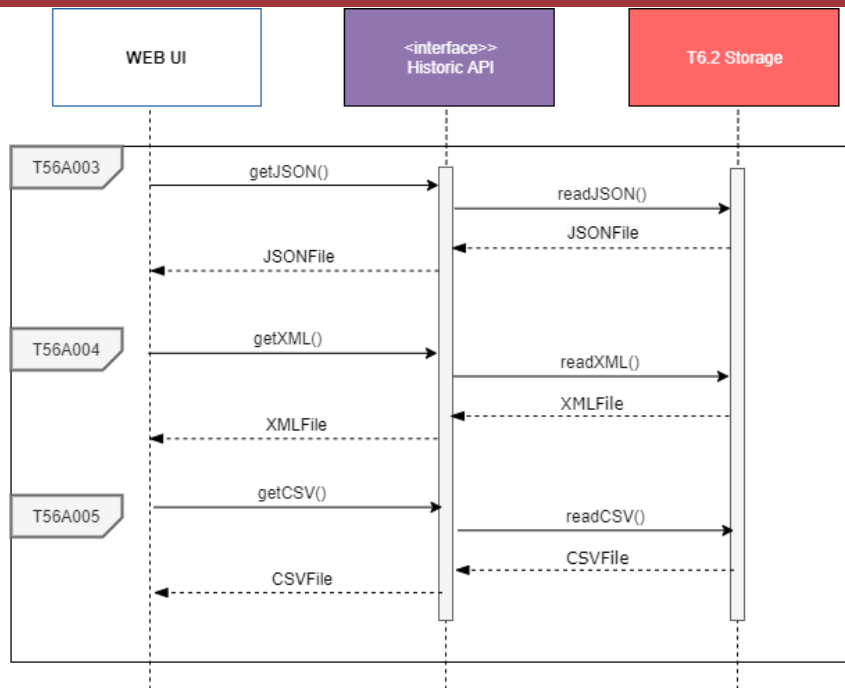 WEB UI
<interface>>
Historic API
T6.2 Storage
T56A003
getJSON()
readJSON()
JSONFile
JSONFile
T56A004
getXML()
readXML()
XMLFile
XMLFile
T56A005
getCSV()
readCSV()
CSVFile
CSVFile